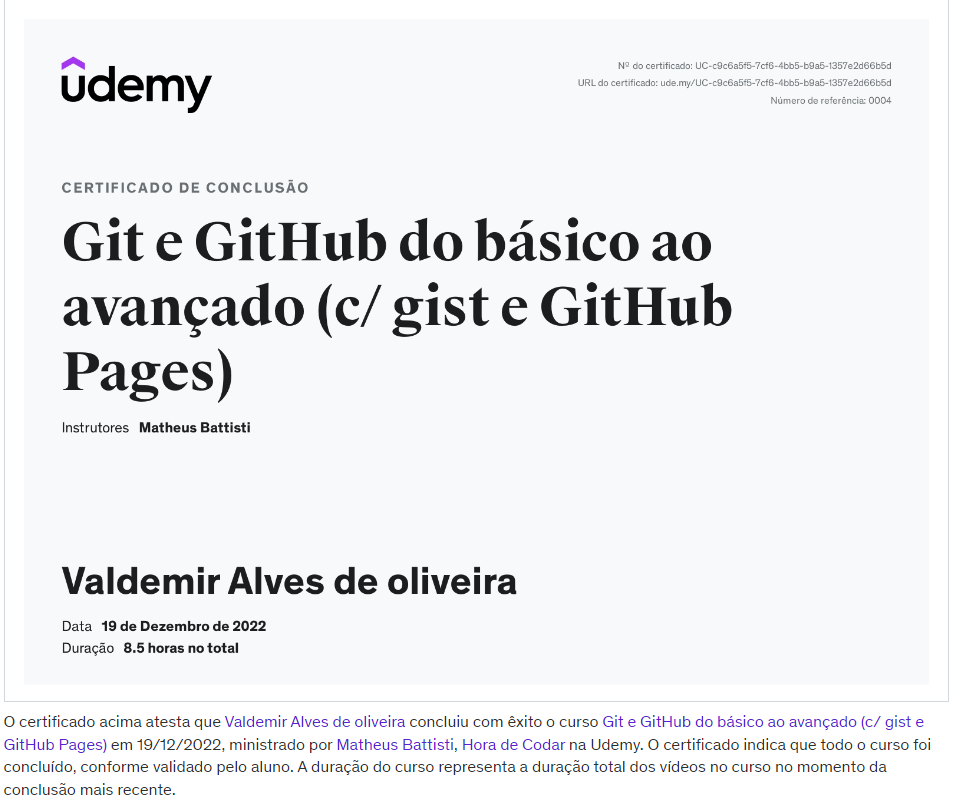 ûdemy
Nº do certificado: UC-c9c6a5f5-7cf6-4bb5-b9a5-1357e2d66b5d
URL do certificado: ude.my/UC-c9c6a5f5-7cf6-4bb5-b9a5-1357e2d66b5d
Número de referência: 0004
CERTIFICADO DE CONCLUSÃO
Git e GitHub do básico ao
avançado (c/ gist e GitHub
Pages)
Instrutores Matheus Battisti
Valdemir Alves de oliveira
Data 19 de Dezembro de 2022
Duração 8.5 horas no total
O certificado acima atesta que Valdemir Alves de oliveira concluiu com êxito o curso Git e GitHub do básico ao avançado (c/ gist e
GitHub Pages) em 19/12/2022, ministrado por Matheus Battisti, Hora de Codar na Udemy. O certificado indica que todo o curso foi
concluído, conforme validado pelo aluno. A duração do curso representa a duração total dos vídeos no curso no momento da
conclusão mais recente.